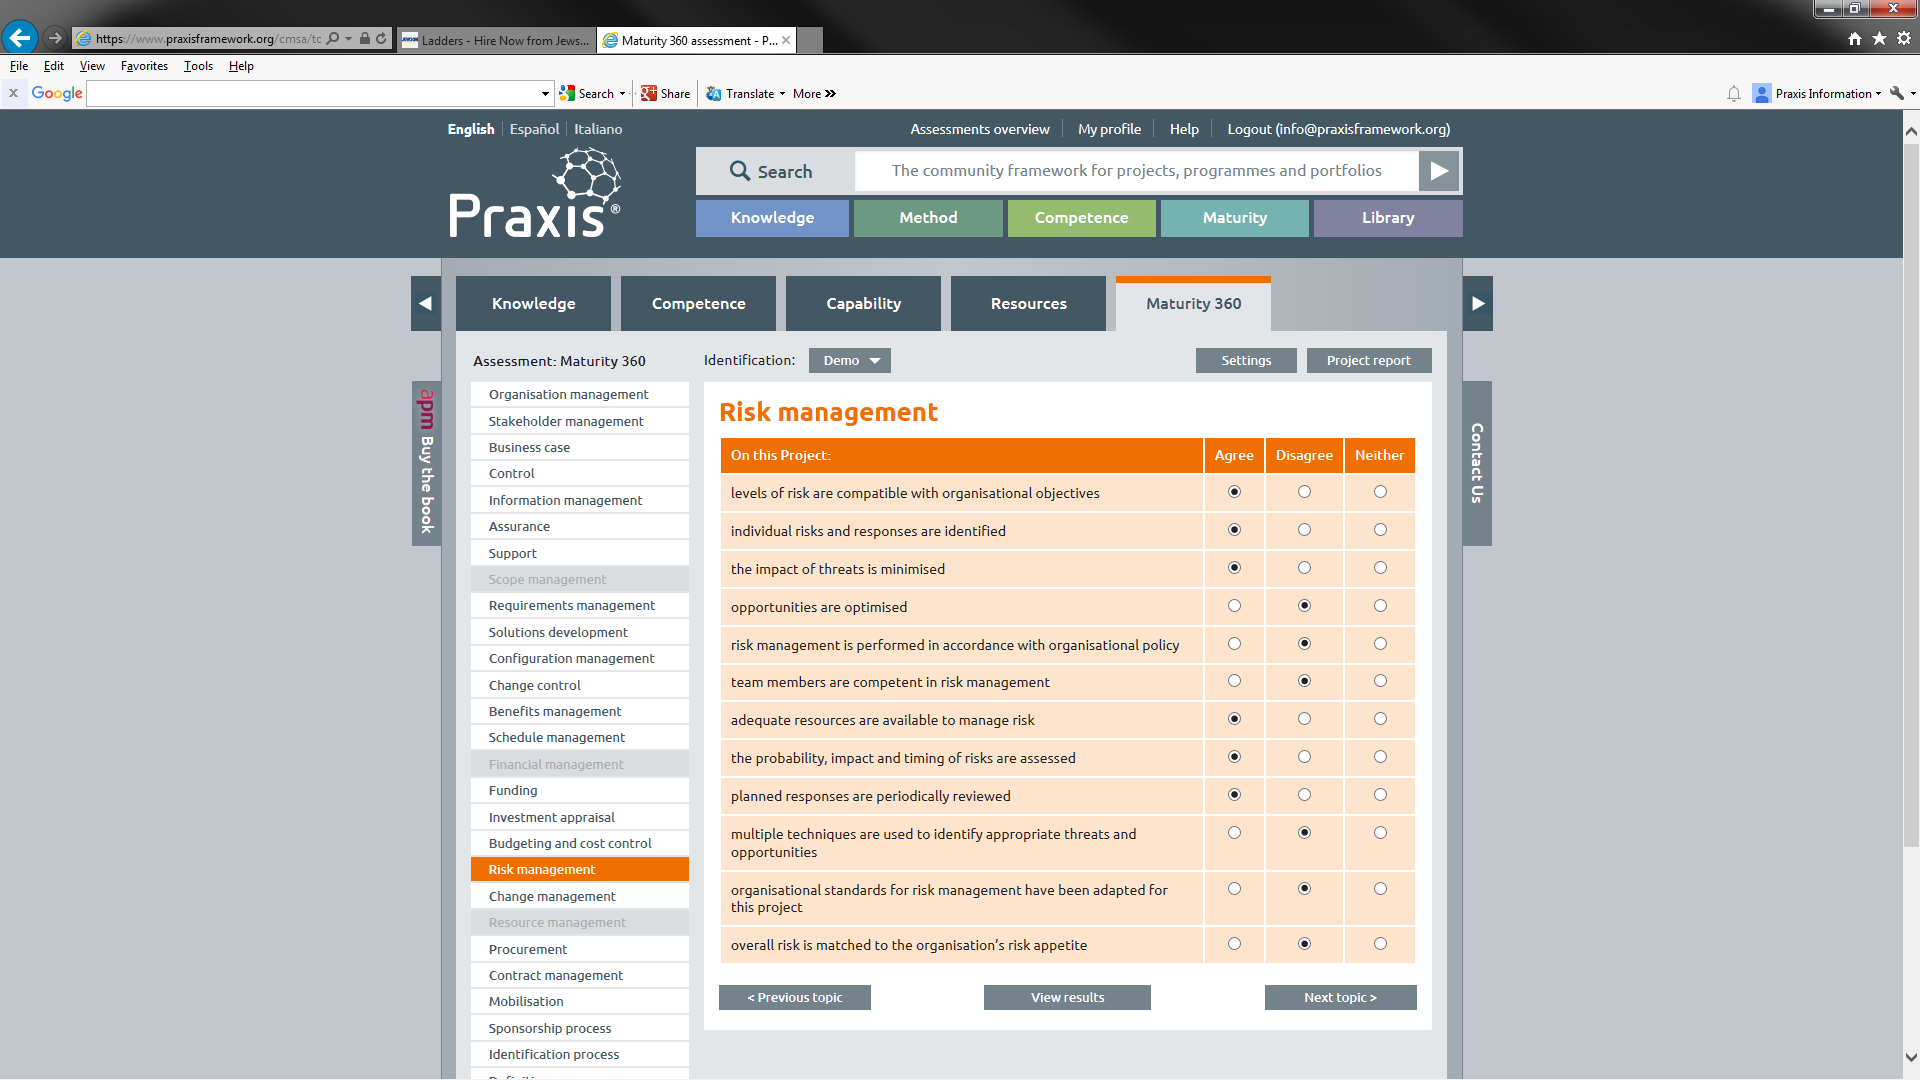 https://www.praxisframework.org/cmsa/tc
Ladders - Hire Now from Jews...
Maturity 360 assessment - P...
File Edit View Favorites Tools Help
x Google Search Share Translate More
Praxis Information
English Español Italiano
Assessments overview My profile Help Logout (info@praxisframework.org)
Praxis®
Search The community framework for projects, programmes and portfolios
Knowledge Method Competence Maturity Library
Knowledge Competence Capability Resources Maturity 360
Assessment: Maturity 360
Identification: Demo Settings Project report
apm Buy the book
Contact Us
Organisation management
Stakeholder management
Business case
Control
Information management
Assurance
Support
Scope management
Requirements management
Solutions development
Configuration management
Change control
Benefits management
Schedule management
Financial management
Funding
Investment appraisal
Budgeting and cost control
Risk management
Change management
Resource management
Procurement
Contract management
Mobilisation
Sponsorship process
Identification process
Risk management
On this Project: Agree Disagree Neither
levels of risk are compatible with organisational objectives
individual risks and responses are identified
the impact of threats is minimised
opportunities are optimised
risk management is performed in accordance with organisational policy
team members are competent in risk management
adequate resources are available to manage risk
the probability, impact and timing of risks are assessed
planned responses are periodically reviewed
multiple techniques are used to identify appropriate threats and
opportunities
organisational standards for risk management have been adapted for
this project
overall risk is matched to the organisation’s risk appetite
< Previous topic View results Next topic >